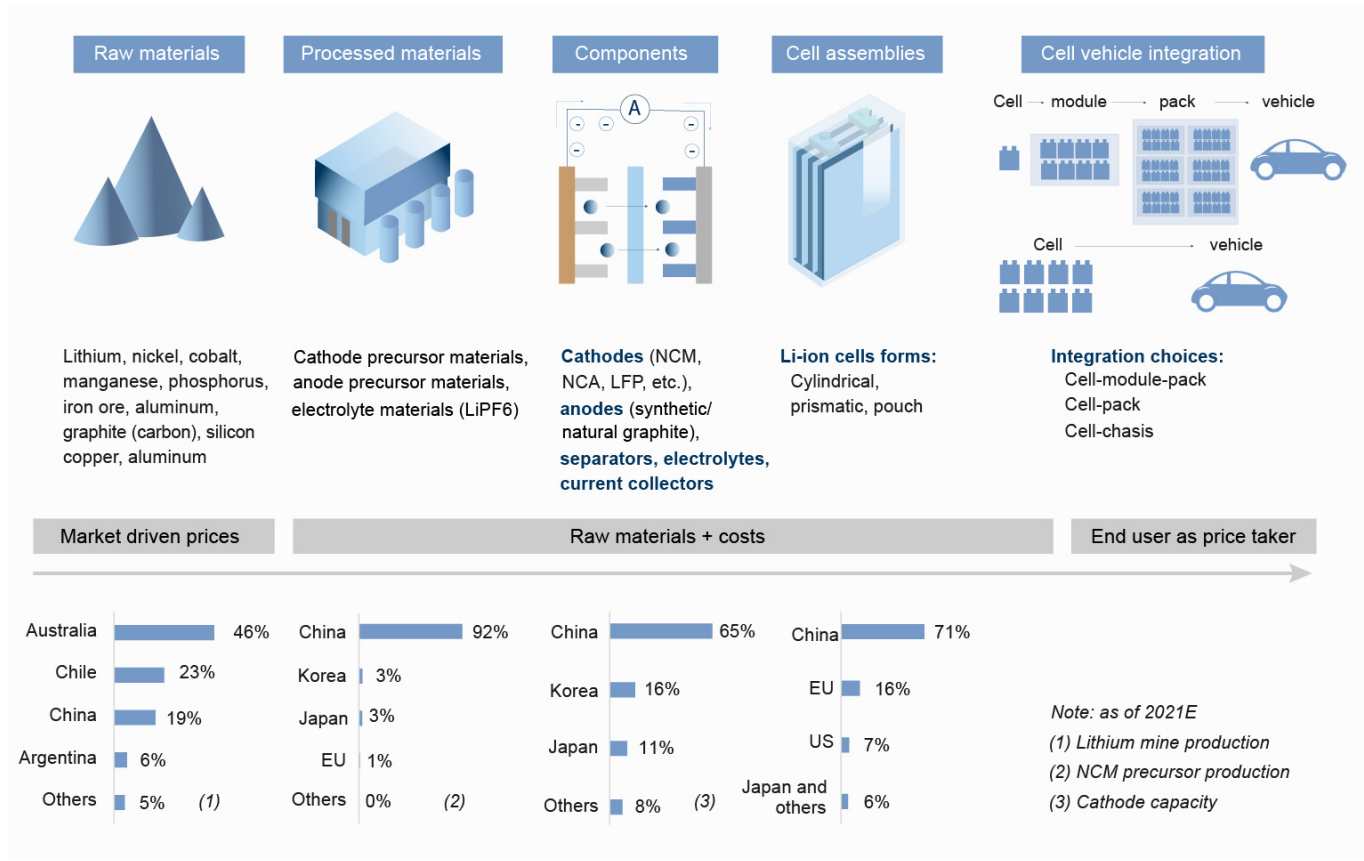 Raw materials
Processed materials
Components
Cell assemblies
Cell vehicle integration
A
Cell
module
pack
vehicle
Cell
vehicle
Lithium, nickel, cobalt,
manganese, phosphorus,
iron ore, aluminum,
graphite (carbon), silicon
copper, aluminum
Cathode precursor materials,
anode precursor materials,
electrolyte materials (LiPF6)
Cathodes (NCM,
NCA, LFP, etc.),
anodes (synthetic/
natural graphite),
separators, electrolytes,
current collectors
Li-ion cells forms:
Cylindrical,
prismatic, pouch
Integration choices:
Cell-module-pack
Cell-pack
Cell-chasis
Market driven prices
Raw materials + costs
End user as price taker
Australia 46%
Chile 23%
China 19%
Argentina 6%
Others 5% (1)
China 92%
Korea 3%
Japan 3%
EU 1%
Others 0% (2)
China 65%
Korea 16%
Japan 11%
Others 8% (3)
China 71%
EU 16%
US 7%
Japan and
others 6%
Note: as of 2021E
(1) Lithium mine production
(2) NCM precursor production
(3) Cathode capacity